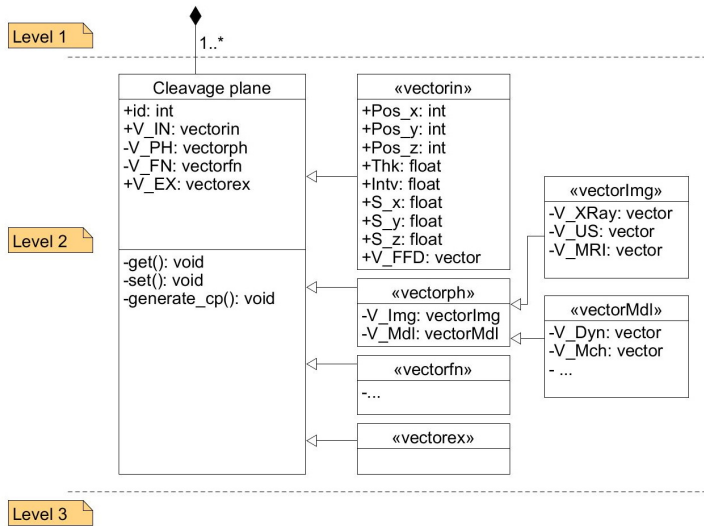 Level 1
1..*
Cleavage plane
+id: int
+V_IN: vectorin
-V_PH: vectorph
-V_FN: vectorfn
+V_EX: vectorex
-get(): void
-set(): void
-generate_cp(): void
«vectorin»
+Pos_x: int
+Pos_y: int
+Pos_z: int
+Thk: float
+Intv: float
+S_x: float
+S_y: float
+S_z: float
+V_FFD: vector
Level 2
«vectorph»
-V_Img: vectorImg
-V_Mdl: vectorMdl
«vectorfn»
-...
«vectorex»
«vectorImg»
-V_XRay: vector
-V_US: vector
-V_MRI: vector
«vectorMdl»
-V_Dyn: vector
-V_Mch: vector
- ...
Level 3